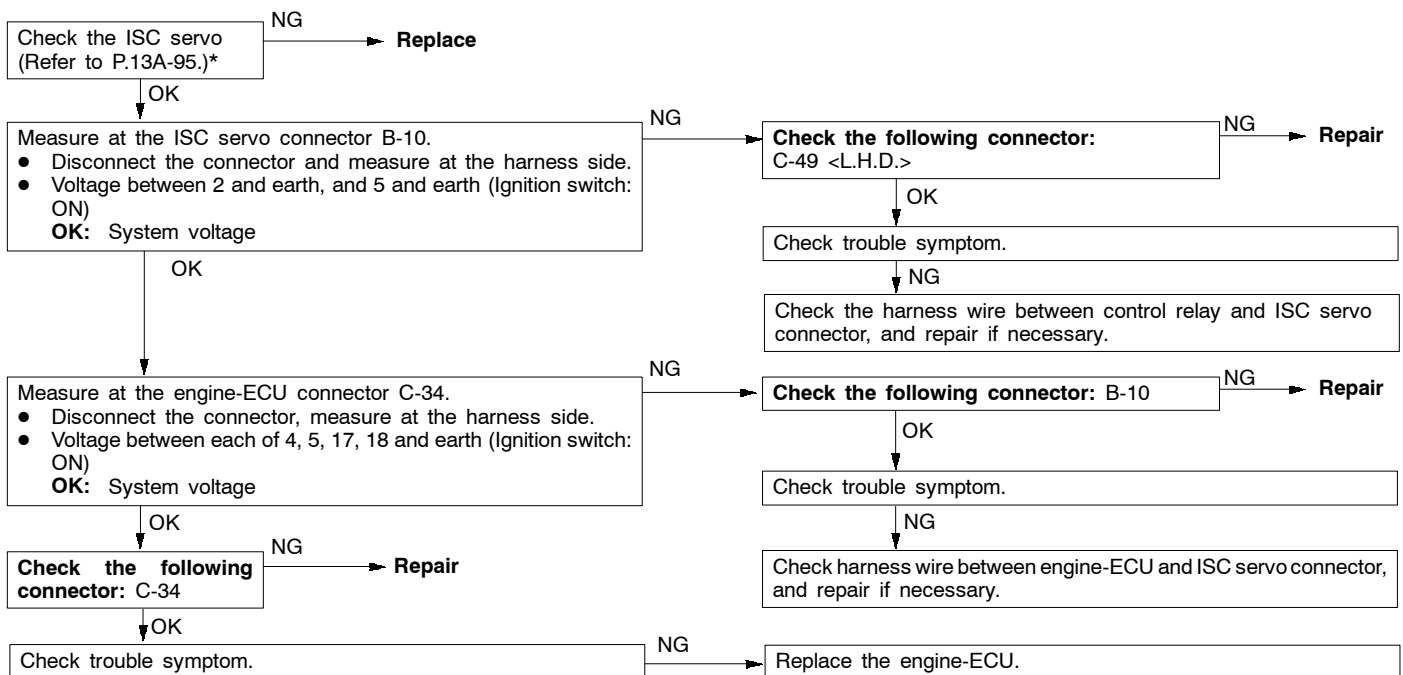 Check the ISC servo
(Refer to P.13A-95.)*
NG
Replace
OK
Measure at the ISC servo connector B-10.
● Disconnect the connector and measure at the harness side.
● Voltage between 2 and earth, and 5 and earth (Ignition switch:
ON)
OK: System voltage
NG
Check the following connector:
C-49 <L.H.D.>
NG
Repair
OK
Check trouble symptom.
NG
Check the harness wire between control relay and ISC servo
connector, and repair if necessary.
OK
Measure at the engine-ECU connector C-34.
● Disconnect the connector, measure at the harness side.
● Voltage between each of 4, 5, 17, 18 and earth (Ignition switch:
ON)
OK: System voltage
NG
Check the following connector: B-10
NG
Repair
OK
Check trouble symptom.
NG
Check harness wire between engine-ECU and ISC servo connector,
and repair if necessary.
OK
Check the following
connector: C-34
NG
Repair
OK
Check trouble symptom.
NG
Replace the engine-ECU.